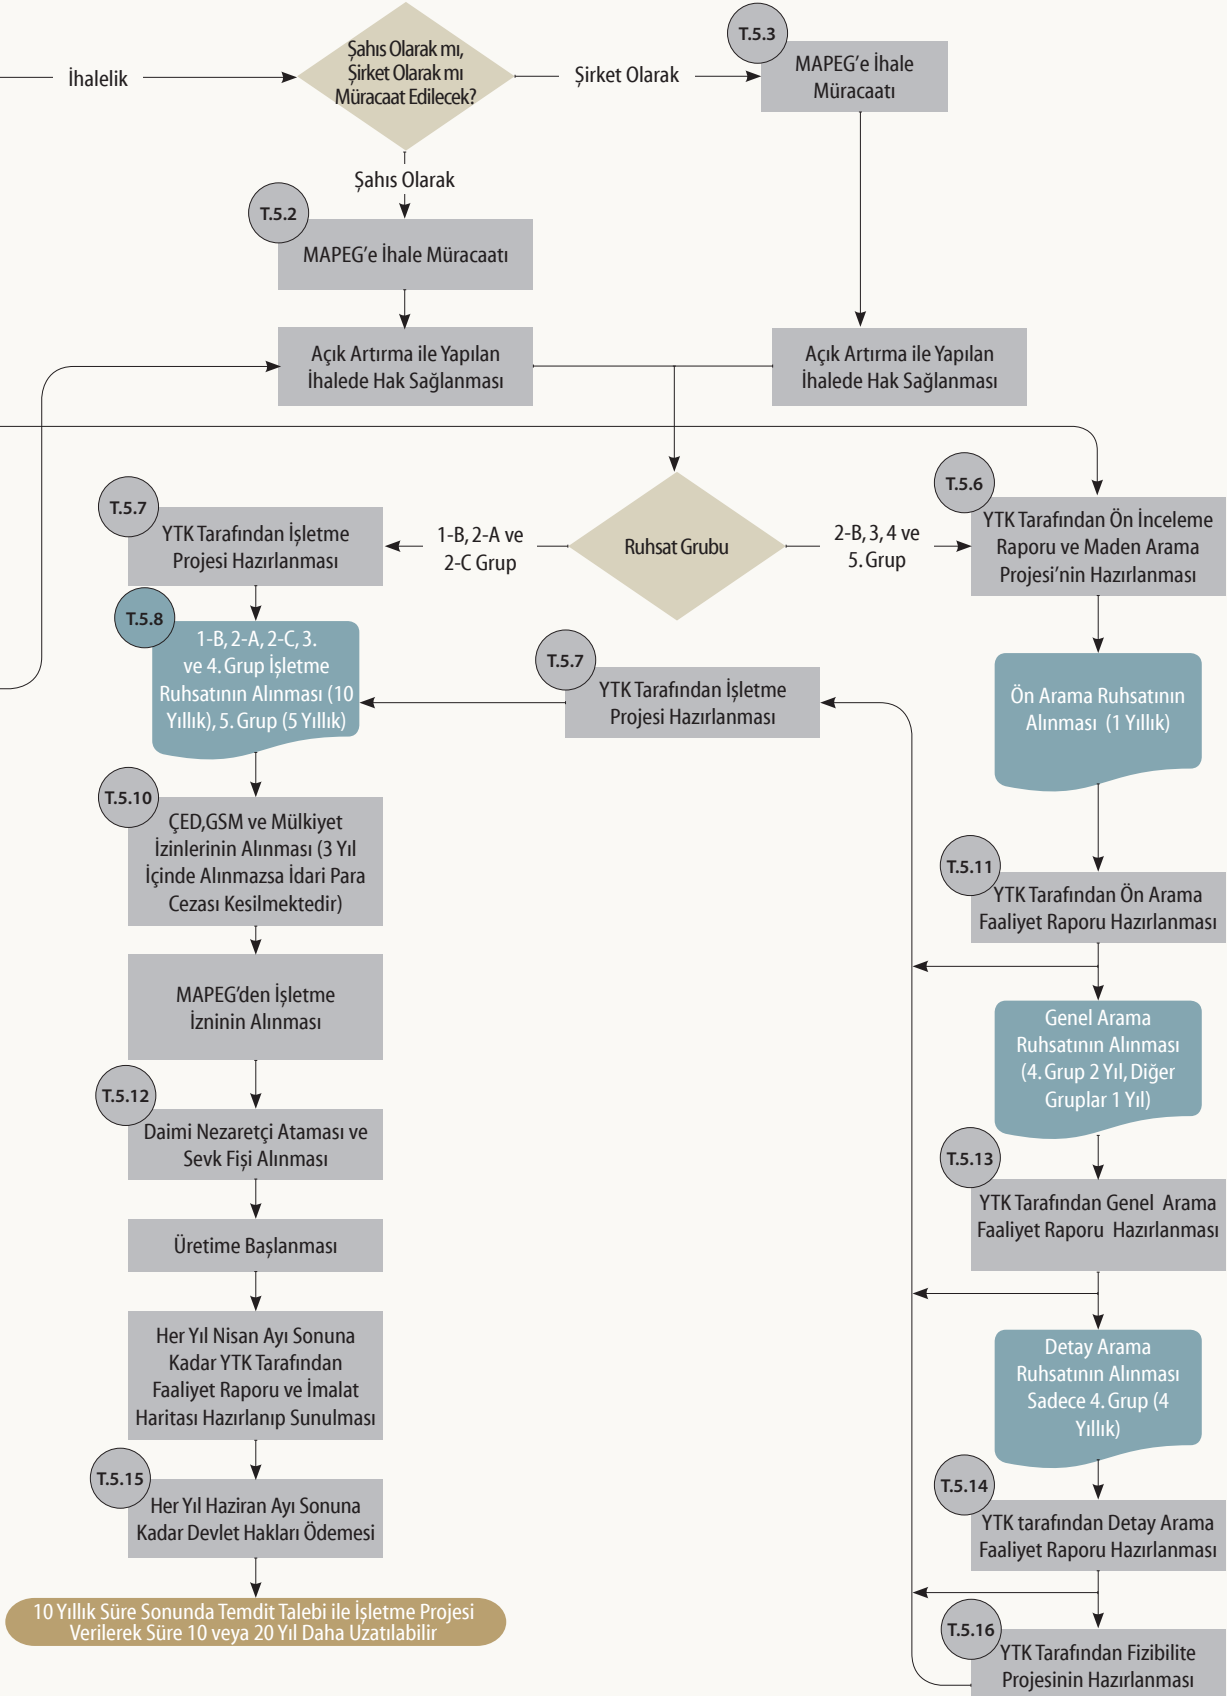 İhalelik
Şahıs Olarak mı,
Şirket Olarak mı
Müracaat Edilecek?
Şirket Olarak
T.5.3
MAPEG'e İhale
Müracaatı
Şahıs Olarak
T.5.2
MAPEG'e İhale Müracaatı
Açık Artırma ile Yapılan
İhalede Hak Sağlanması
Açık Artırma ile Yapılan
İhalede Hak Sağlanması
T.5.7
YTK Tarafından İşletme
Projesi Hazırlanması
1-B, 2-A ve
2-C Grup
Ruhsat Grubu
2-B, 3, 4 ve
5. Grup
T.5.6
YTK Tarafından Ön İnceleme
Raporu ve Maden Arama
Projesi'nin Hazırlanması
T.5.8
1-B, 2-A, 2-C, 3.
ve 4. Grup İşletme
Ruhsatının Alınması (10
Yıllık), 5. Grup (5 Yıllık)
T.5.7
YTK Tarafından İşletme
Projesi Hazırlanması
Ön Arama Ruhsatının
Alınması (1 Yıllık)
T.5.10
ÇED,GSM ve Mülkiyet
İzinlerinin Alınması (3 Yıl
İçinde Alınmazsa İdari Para
Cezası Kesilmektedir)
T.5.11
YTK Tarafından Ön Arama
Faaliyet Raporu Hazırlanması
MAPEG'den İşletme
İzninin Alınması
Genel Arama
Ruhsatının Alınması
(4. Grup 2 Yıl, Diğer
Gruplar 1 Yıl)
T.5.12
Daimi Nezaretçi Ataması ve
Sevk Fişi Alınması
T.5.13
YTK Tarafından Genel Arama
Faaliyet Raporu Hazırlanması
Üretime Başlanması
Her Yıl Nisan Ayı Sonuna
Kadar YTK Tarafından
Faaliyet Raporu ve İmalat
Haritası Hazırlanıp Sunulması
Detay Arama
Ruhsatının Alınması
Sadece 4. Grup (4
Yıllık)
T.5.15
Her Yıl Haziran Ayı Sonuna
Kadar Devlet Hakları Ödemesi
T.5.14
YTK tarafından Detay Arama
Faaliyet Raporu Hazırlanması
10 Yıllık Süre Sonunda Temdit Talebi ile İşletme Projesi
Verilerek Süre 10 veya 20 Yıl Daha Uzatılabilir
T.5.16
YTK Tarafından Fizibilite
Projesinin Hazırlanması